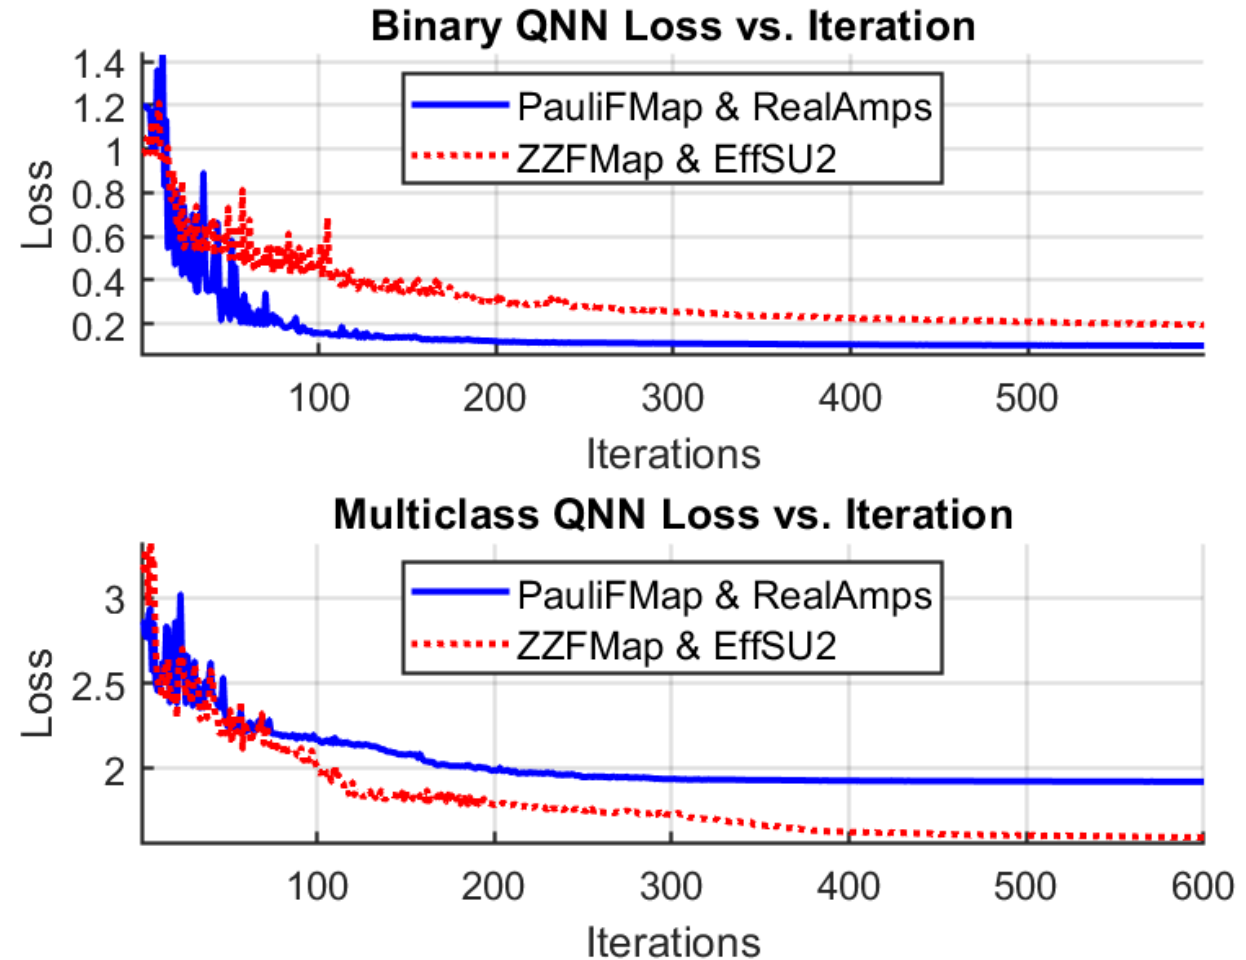 Binary QNN Loss vs. Iteration
1.4
1.2
1
0.8
0.6
0.4
0.2
Loss
PauliFMap & RealAmps
ZZFMap & EffSU2
100 200 300 400 500
Iterations
Multiclass QNN Loss vs. Iteration
3
2.5
2
Loss
PauliFMap & RealAmps
ZZFMap & EffSU2
100 200 300 400 500 600
Iterations